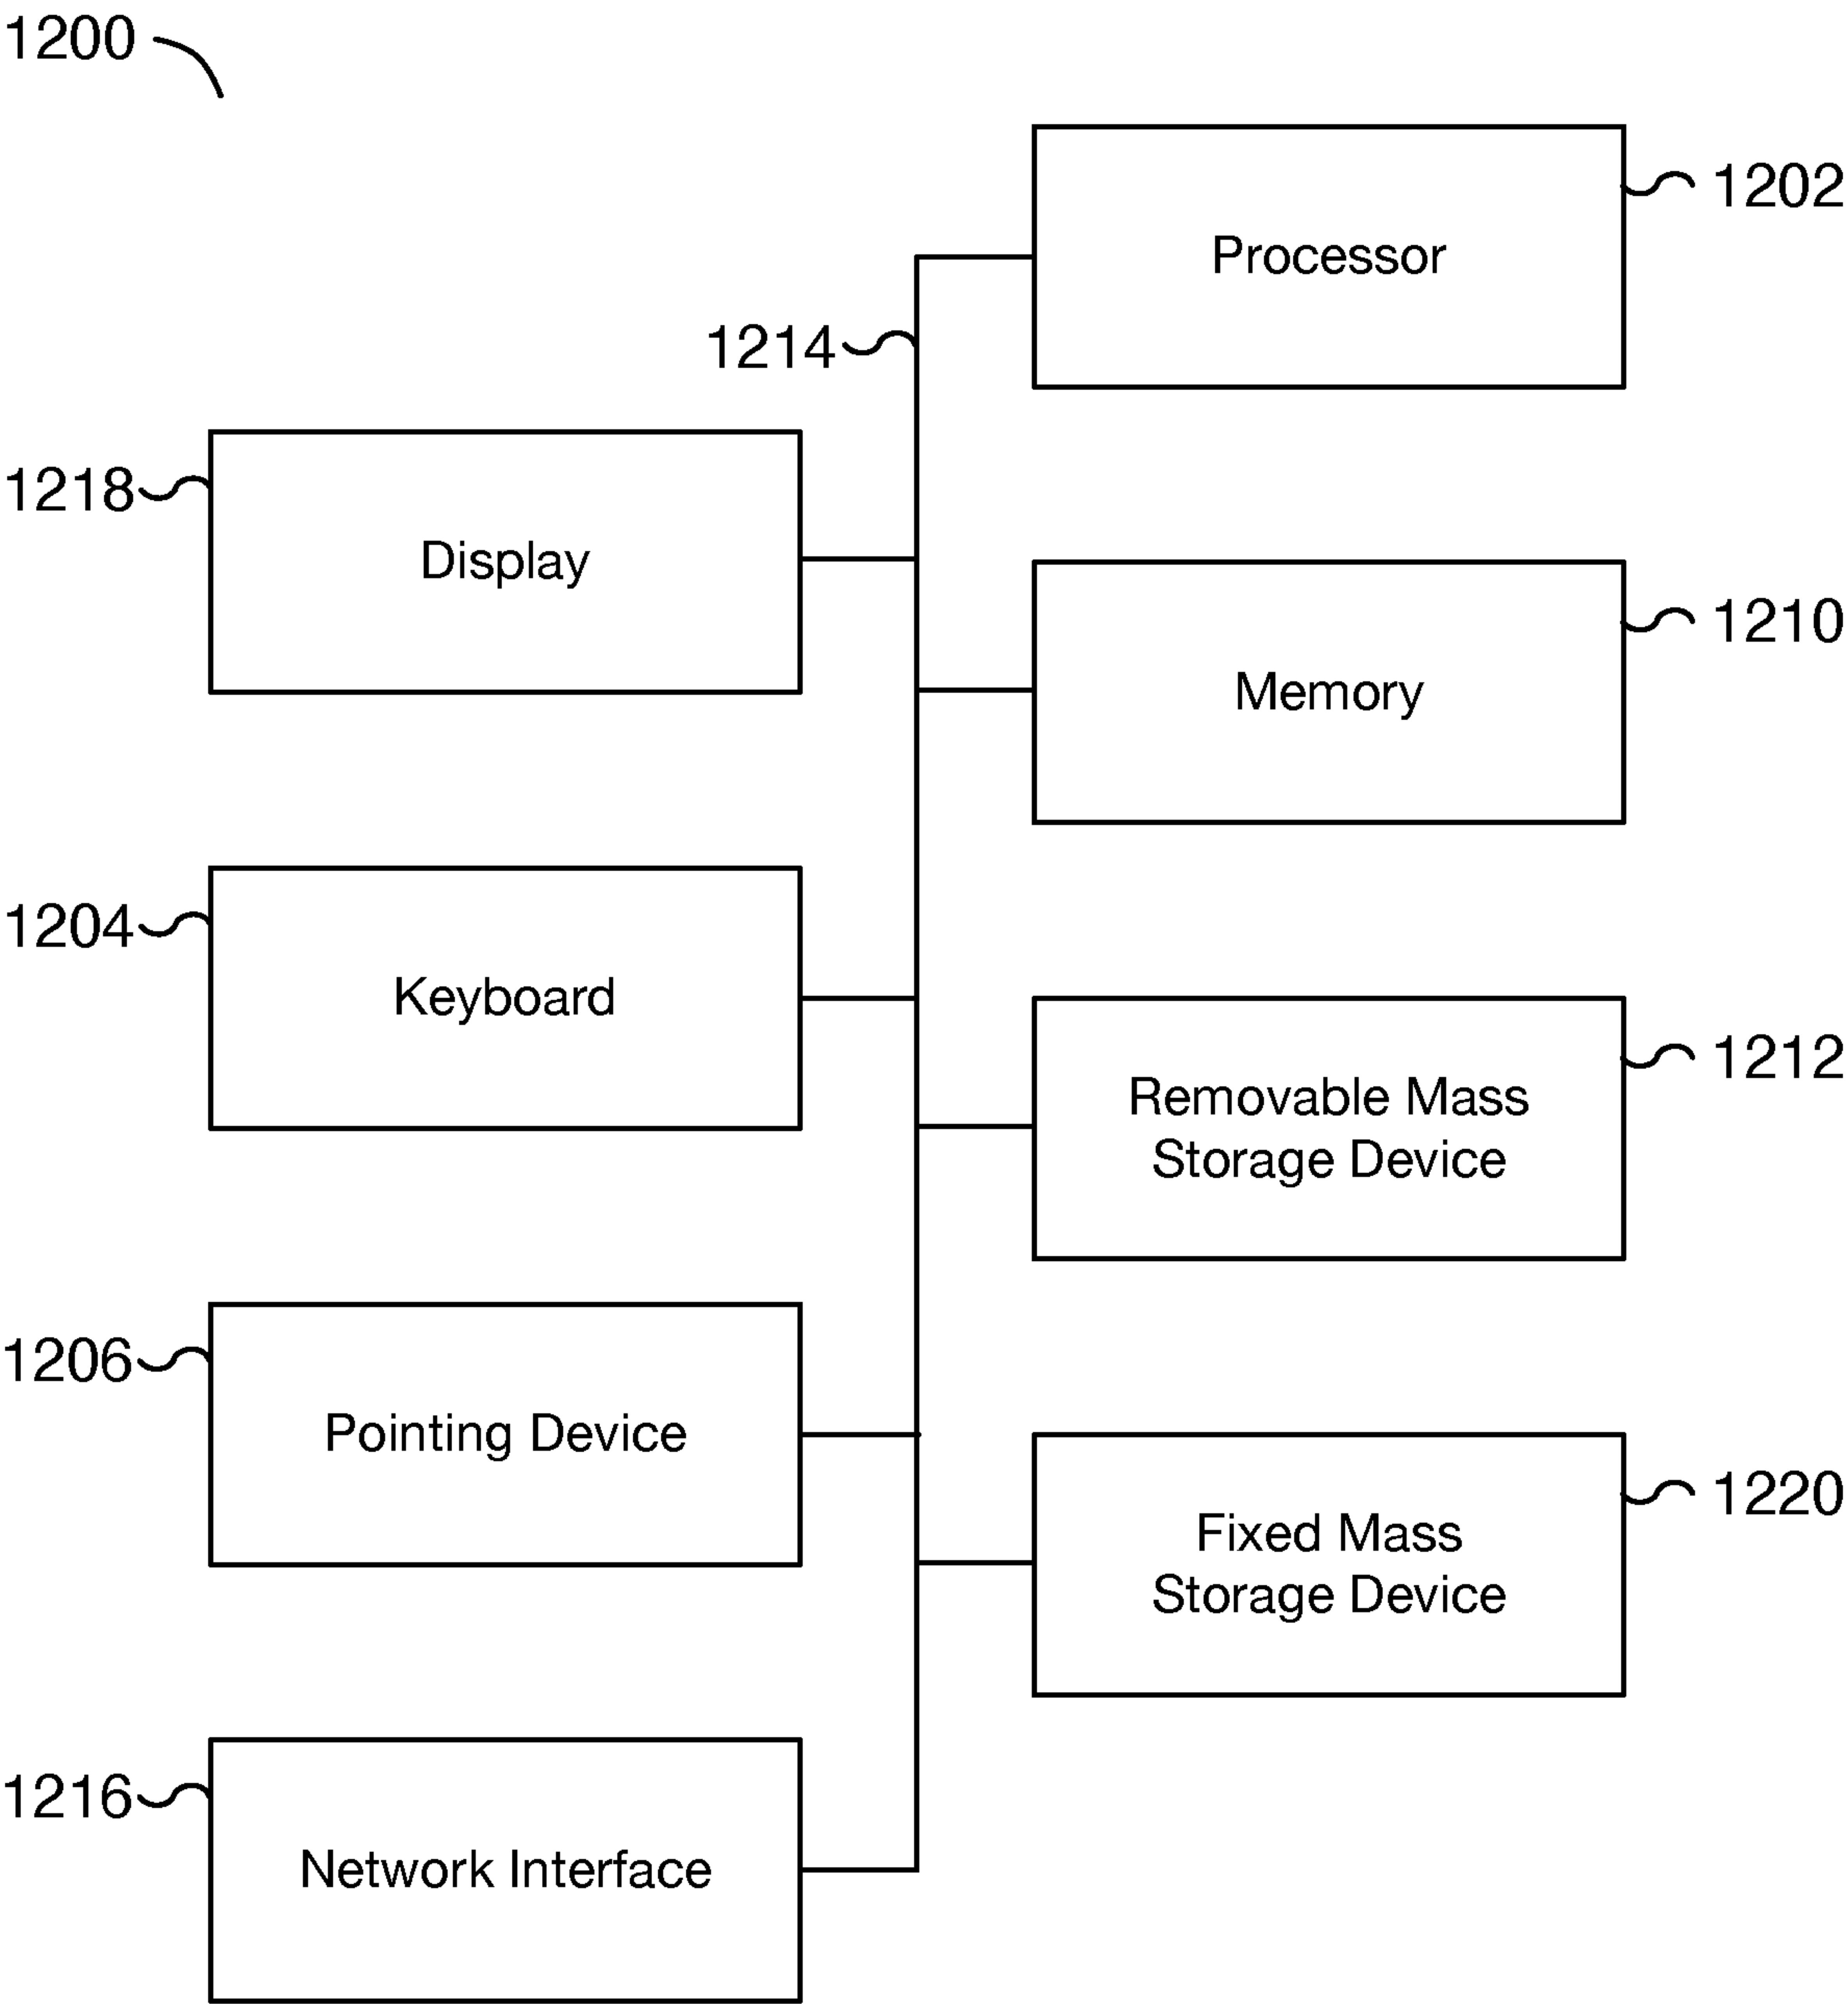 1200
1202
Processor
1214
1218
Display
1210
Memory
1204
Keyboard
1212
Removable Mass
Storage Device
1206
Pointing Device
1220
Fixed Mass
Storage Device
1216
Network Interface